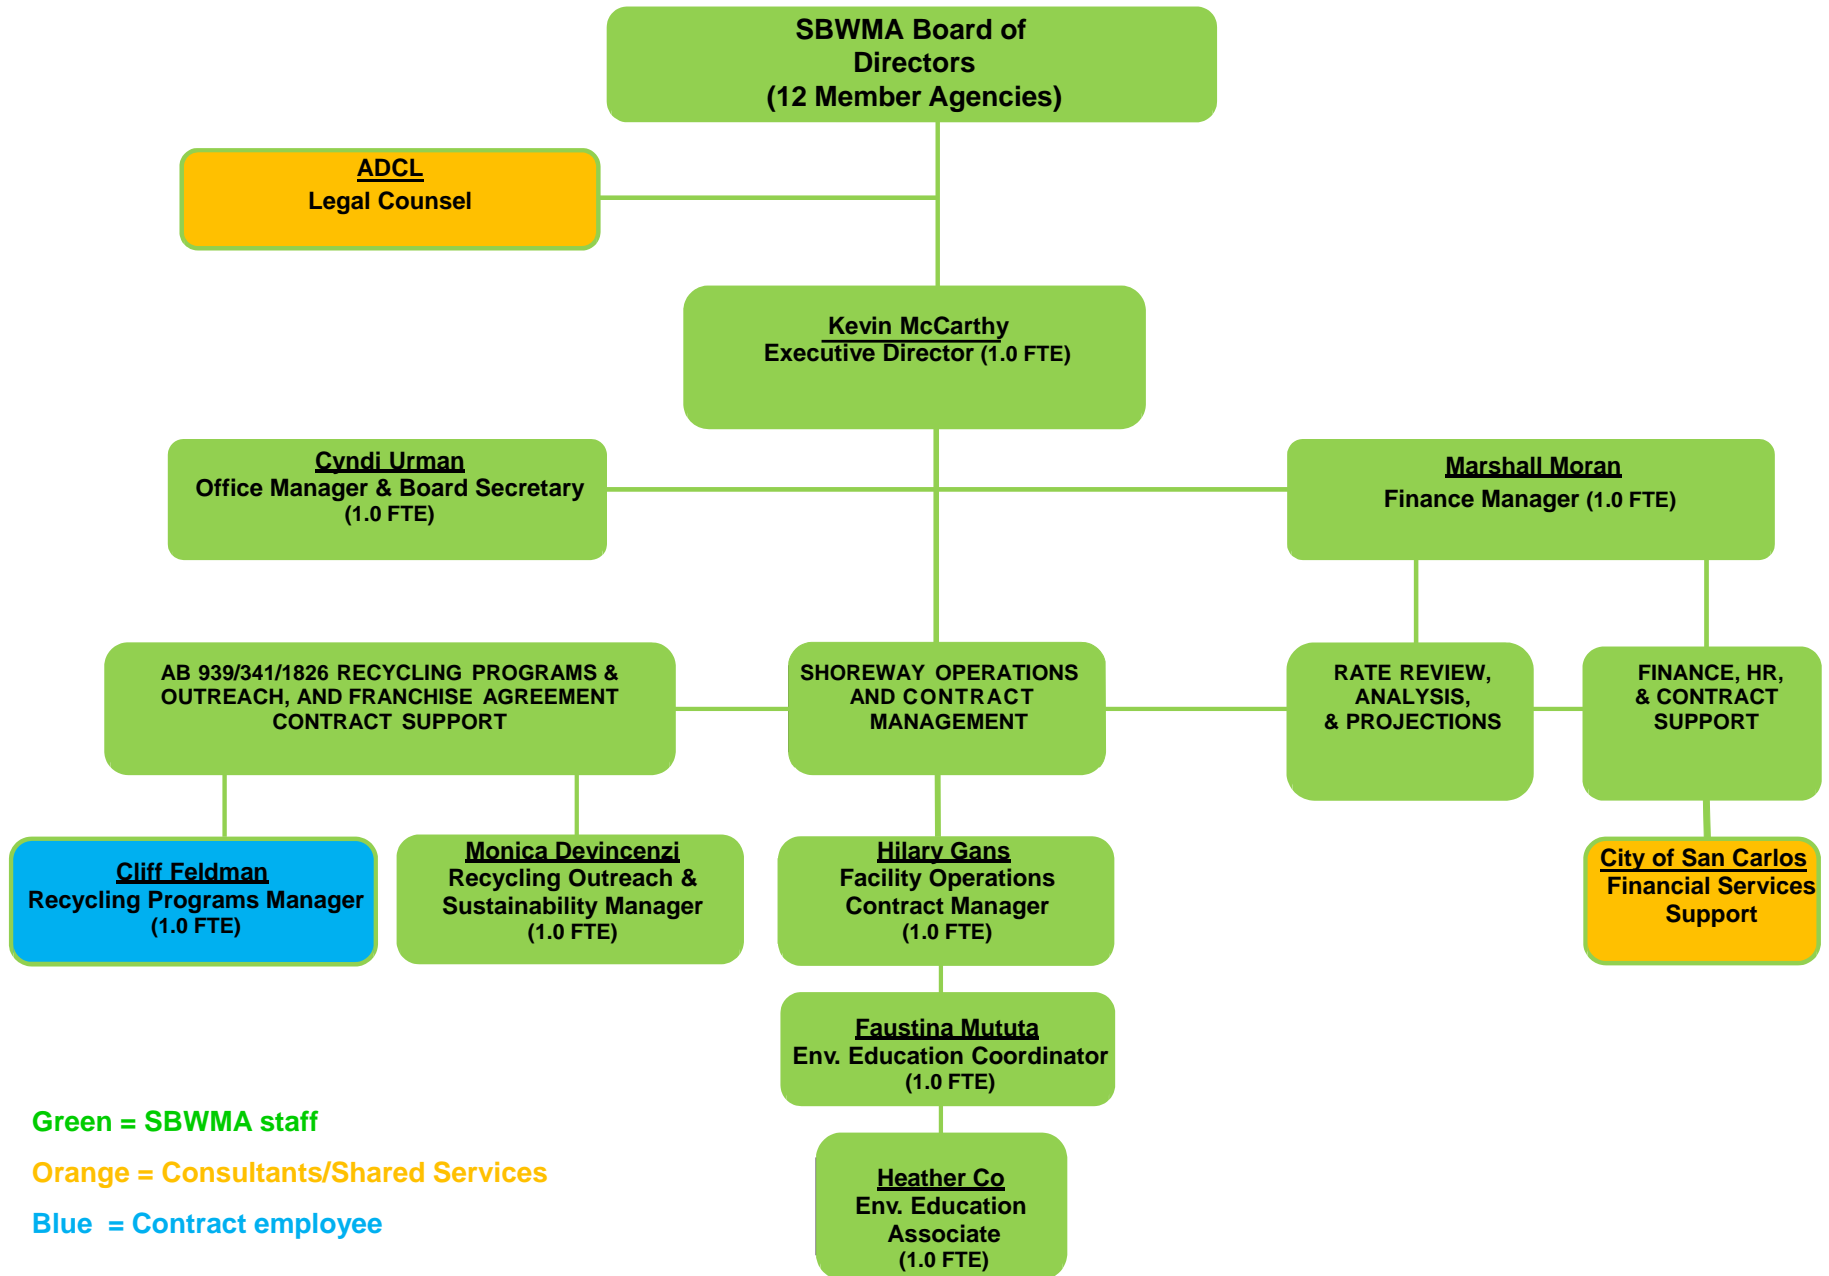 SBWMA Board of
Directors
(12 Member Agencies)
ADCL
Legal Counsel
Kevin McCarthy
Executive Director (1.0 FTE)
Cyndi Urman
Office Manager & Board Secretary
(1.0 FTE)
Marshall Moran
Finance Manager (1.0 FTE)
AB 939/341/1826 RECYCLING PROGRAMS &
OUTREACH, AND FRANCHISE AGREEMENT
CONTRACT SUPPORT
SHOREWAY OPERATIONS
AND CONTRACT
MANAGEMENT
RATE REVIEW,
ANALYSIS,
& PROJECTIONS
FINANCE, HR,
& CONTRACT
SUPPORT
Cliff Feldman
Recycling Programs Manager
(1.0 FTE)
Monica Devincenzi
Recycling Outreach &
Sustainability Manager
(1.0 FTE)
Hilary Gans
Facility Operations
Contract Manager
(1.0 FTE)
City of San Carlos
Financial Services
Support
Faustina Mututa
Env. Education Coordinator
(1.0 FTE)
Heather Co
Env. Education
Associate
(1.0 FTE)
Green = SBWMA staff
Orange = Consultants/Shared Services
Blue = Contract employee